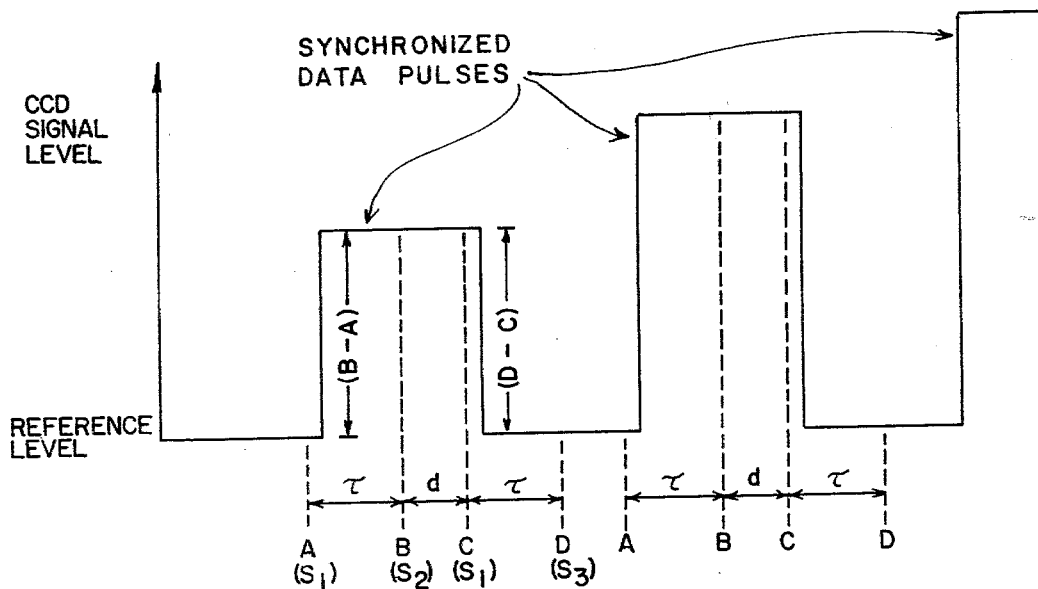 SYNCHRONIZED
DATA PULSES
CCD
SIGNAL
LEVEL
(B-A)
(D-C)
REFERENCE
LEVEL
τ d τ τ d τ
A B C D A B C D
(S1) (S2) (S1) (S3)